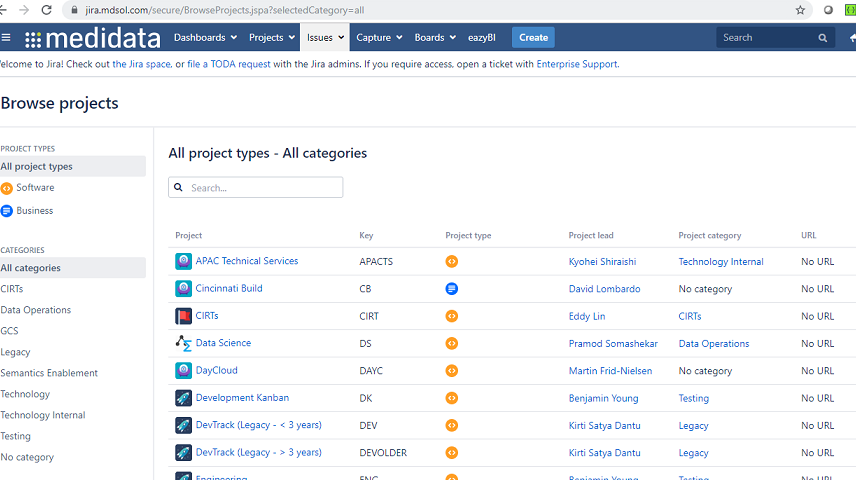 jira.mdsol.com/secure/BrowseProjects.jspa?selectedCategory=all
medidata Dashboards Projects Issues Capture Boards eazyBI Create Search
elcome to Jira! Check out the Jira space, or file a TODA request with the Jira admins. If you require access, open a ticket with Enterprise Support.
Browse projects
PROJECT TYPES
All project types
Software
Business
CATEGORIES
All categories
CIRTs
Data Operations
GCS
Legacy
Semantics Enablement
Technology
Technology Internal
Testing
No category
All project types - All categories
Search...
Project Key Project type Project lead Project category URL
APAC Technical Services APACTS Kyohei Shiraishi Technology Internal No URL
Cincinnati Build CB David Lombardo No category No URL
CIRTs CIRT Eddy Lin CIRTs No URL
Data Science DS Pramod Somashekar Data Operations No URL
DayCloud DAYC Martin Frid-Nielsen No category No URL
Development Kanban DK Benjamin Young Testing No URL
DevTrack (Legacy - < 3 years) DEV Kirti Satya Dantu Legacy No URL
DevTrack (Legacy - > 3 years) DEVOLDER Kirti Satya Dantu Legacy No URL
Engineering ENG Benjamin Young Testing No URL